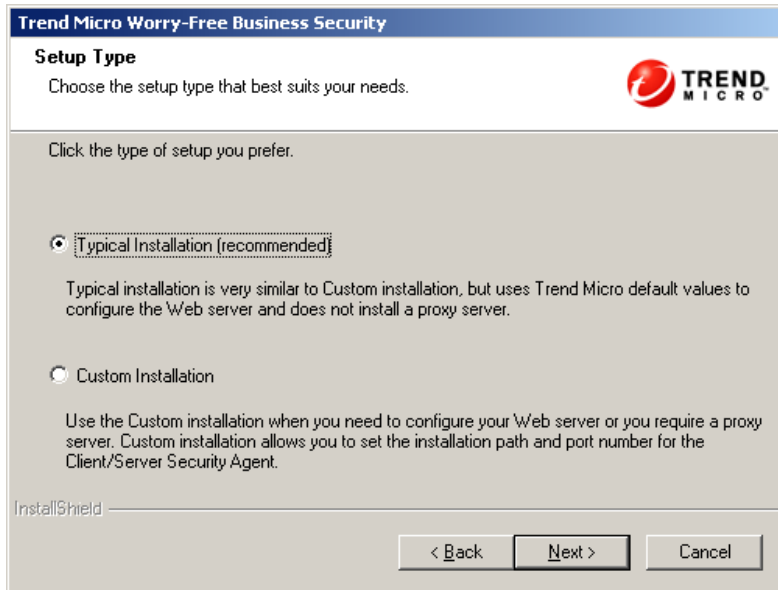 Trend Micro Worry-Free Business Security
Setup Type
Choose the setup type that best suits your needs.
TREND
MICRO
Click the type of setup you prefer.
Typical Installation (recommended)
Typical installation is very similar to Custom installation, but uses Trend Micro default values to
configure the Web server and does not install a proxy server.
Custom Installation
Use the Custom installation when you need to configure your Web server or you require a proxy
server. Custom installation allows you to set the installation path and port number for the
Client/Server Security Agent.
InstallShield
< Back Next > Cancel